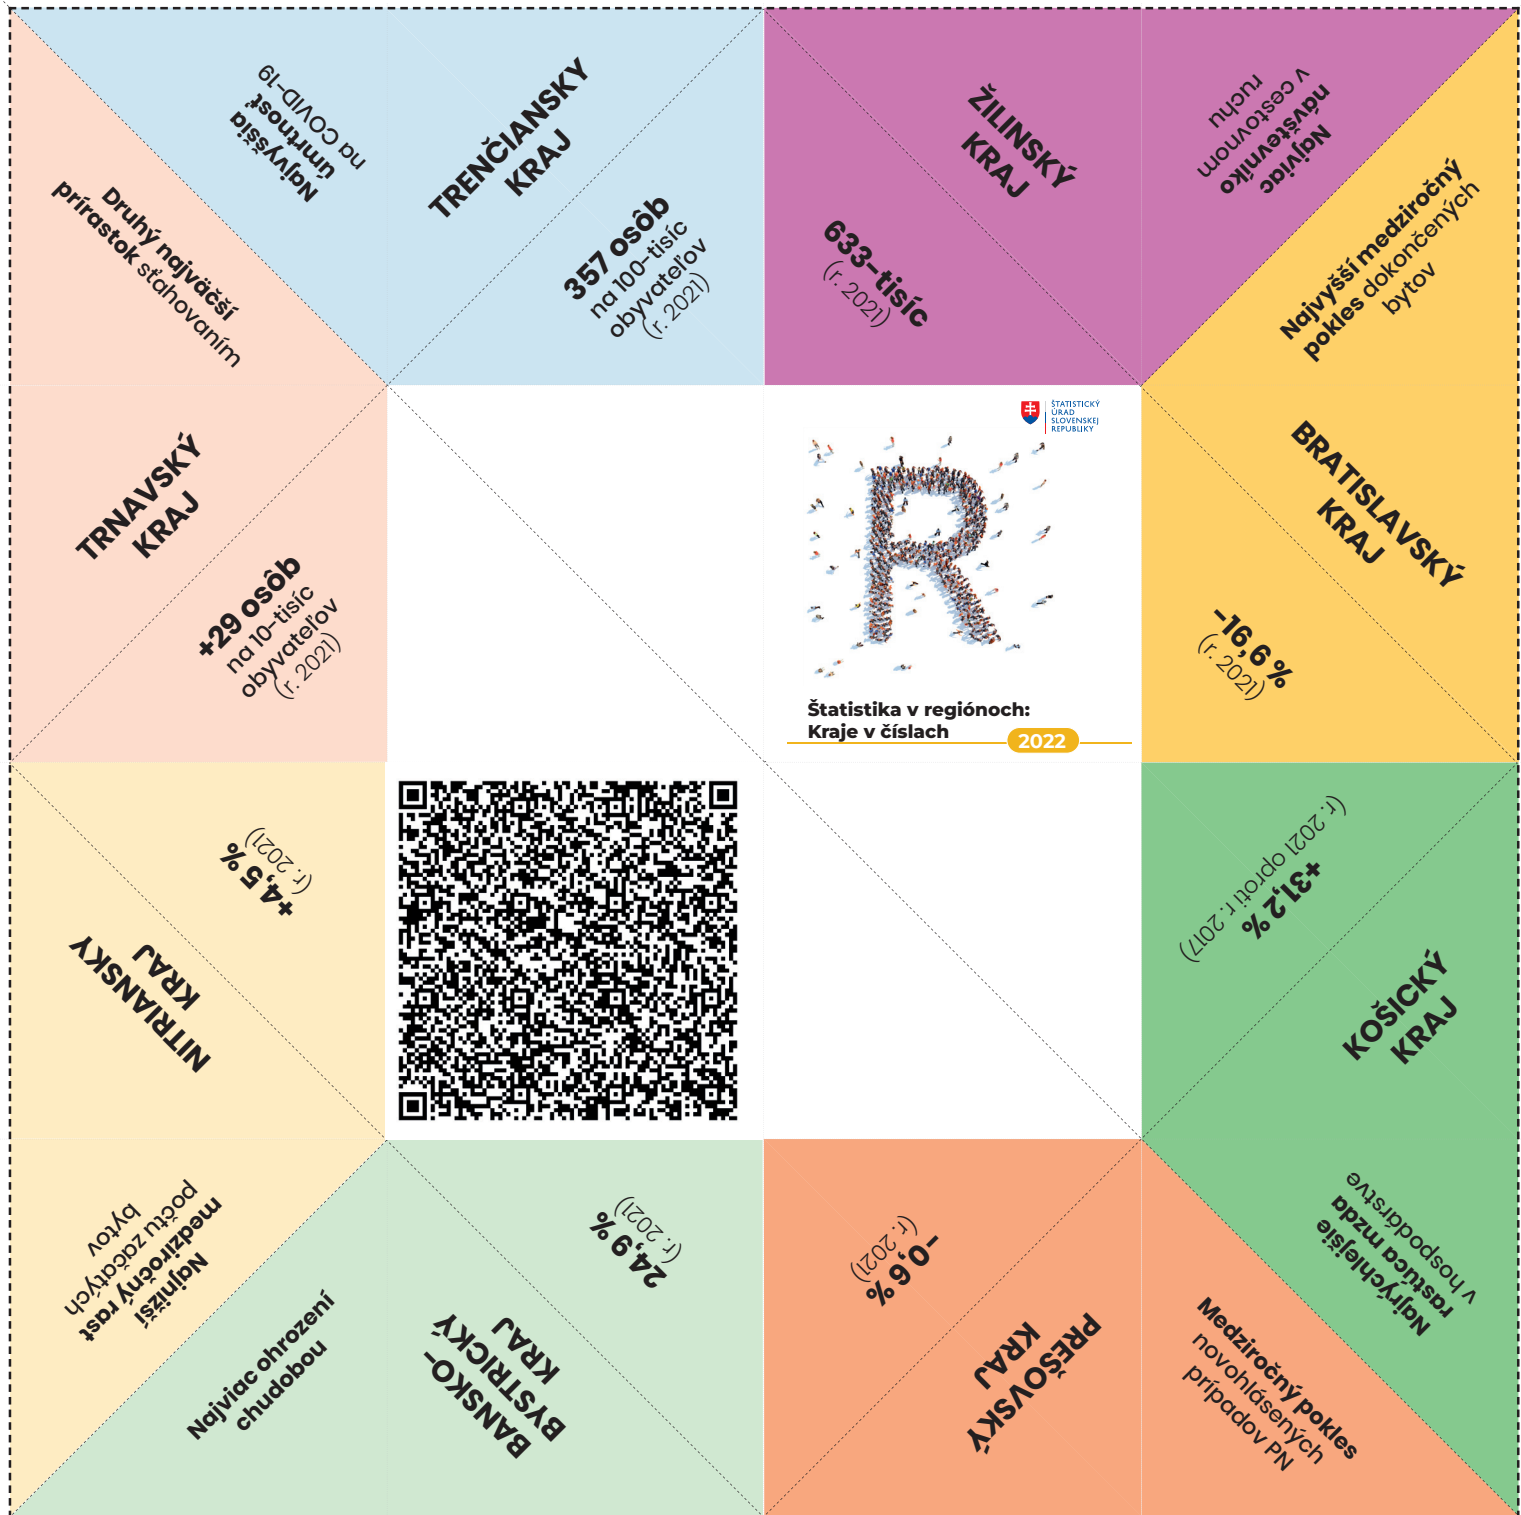 Najvyššia
úmrtnosť
na COVID-19
TRENČIANSKY
KRAJ
357 osôb
na 100-tisíc
obyvateľov
(r. 2021)
ŽILINSKÝ
KRAJ
633-tisíc
(r. 2021)
Najviac
návštevníko
v cestovnom
ruchu
Druhý najväčší
prírastok sťahovaním
TRNAVSKÝ
KRAJ
+29 osôb
na 10-tisíc
obyvateľov
(r. 2021)
ŠTATISTICKÝ
ÚRAD
SLOVENSKEJ
REPUBLIKY
Štatistika v regiónoch:
Kraje v číslach
2022
Najvyšší medziročný
pokles dokončených
bytov
BRATISLAVSKÝ
KRAJ
-16,6 %
(r. 2021)
+4,5 %
(r. 2021)
NITRIANSKY
KRAJ
Najnižší
medziročný rast
počtu začatých
bytov
+31,2 %
(r. 2021 oproti r. 2017)
KOŠICKÝ
KRAJ
Najrýchlejšie
rastúca mzda
v hospodárstve
Najviac ohrození
chudobou
BANSKO-
BYSTRICKÝ
KRAJ
24,9 %
(r. 2021)
-0,6 %
(r. 2021)
PREŠOVSKÝ
KRAJ
Medziročný pokles
novohlásených
prípadov PN